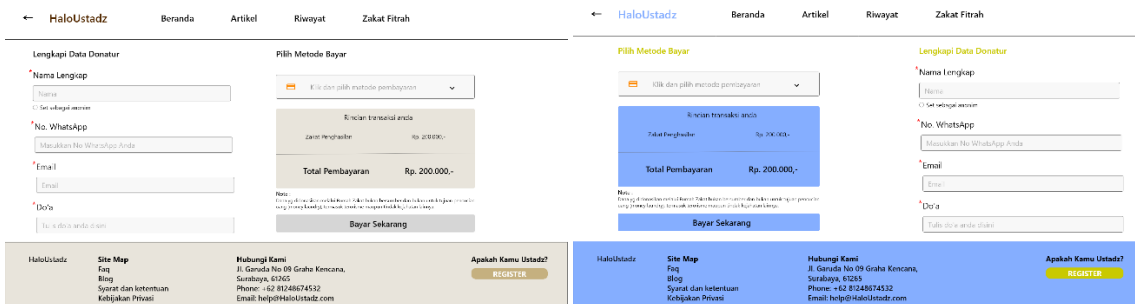 ← HaloUstadz Beranda Artikel Riwayat Zakat Fitrah
Lengkapi Data Donatur
*Nama Lengkap
Nama
Set sebagai anonim
*No. WhatsApp
Masukkan No WhatsApp Anda
*Email
Email
*Do'a
Tulis do'a anda disini
Pilih Metode Bayar
Klik dan pilih metode pembayaran
Rincian transaksi anda
Zakat Penghasilan Rp. 200.000,-
Total Pembayaran Rp. 200.000,-
Note :
Bayar Sekarang
HaloUstadz
Site Map
Faq
Blog
Syarat dan ketentuan
Kebijakan Privasi
Hubungi Kami
Jl. Garuda No 09 Graha Kencana,
Surabaya, 61265
Phone: +62 81248674532
Email: help@HaloUstadz.com
Apakah Kamu Ustadz?
REGISTER
← HaloUstadz Beranda Artikel Riwayat Zakat Fitrah
Pilih Metode Bayar
Klik dan pilih metode pembayaran
Rincian transaksi anda
Zakat Penghasilan Rp. 200.000,-
Total Pembayaran Rp. 200.000,-
Note :
Bayar Sekarang
Lengkapi Data Donatur
*Nama Lengkap
Nama
Set sebagai anonim
*No. WhatsApp
Masukkan No WhatsApp Anda
*Email
Email
*Do'a
Tulis do'a anda disini
HaloUstadz
Site Map
Faq
Blog
Syarat dan ketentuan
Kebijakan Privasi
Hubungi Kami
Jl. Garuda No 09 Graha Kencana,
Surabaya, 61265
Phone: +62 81248674532
Email: help@HaloUstadz.com
Apakah Kamu Ustadz?
REGISTER